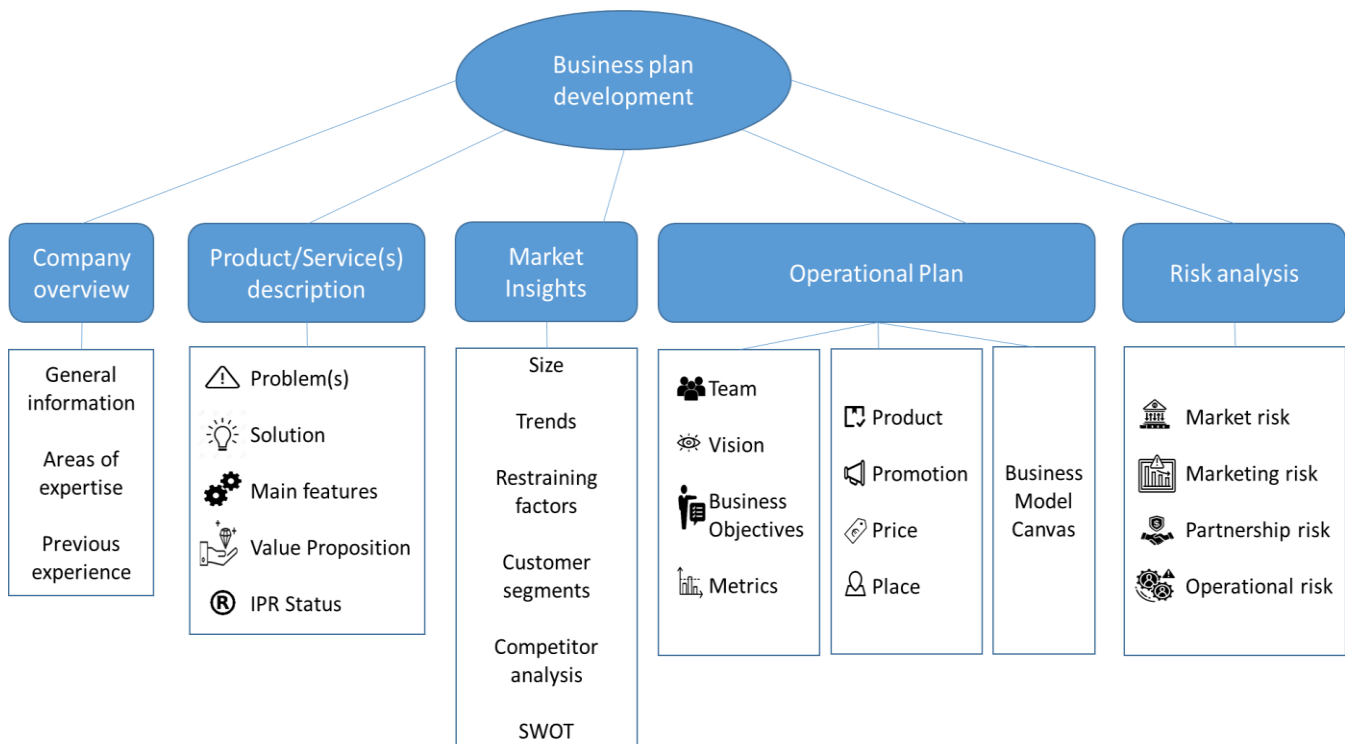 Business plan
development
Company
overview
Product/Service(s)
description
Market
Insights
Operational Plan
Risk analysis
General
information
Areas of
expertise
Previous
experience
Problem(s)
Solution
Main features
Value Proposition
® IPR Status
Size
Trends
Restraining
factors
Customer
segments
Competitor
analysis
SWOT
Team
Vision
Business
Objectives
Metrics
Product
Promotion
Price
Place
Business
Model
Canvas
Market risk
Marketing risk
Partnership risk
Operational risk